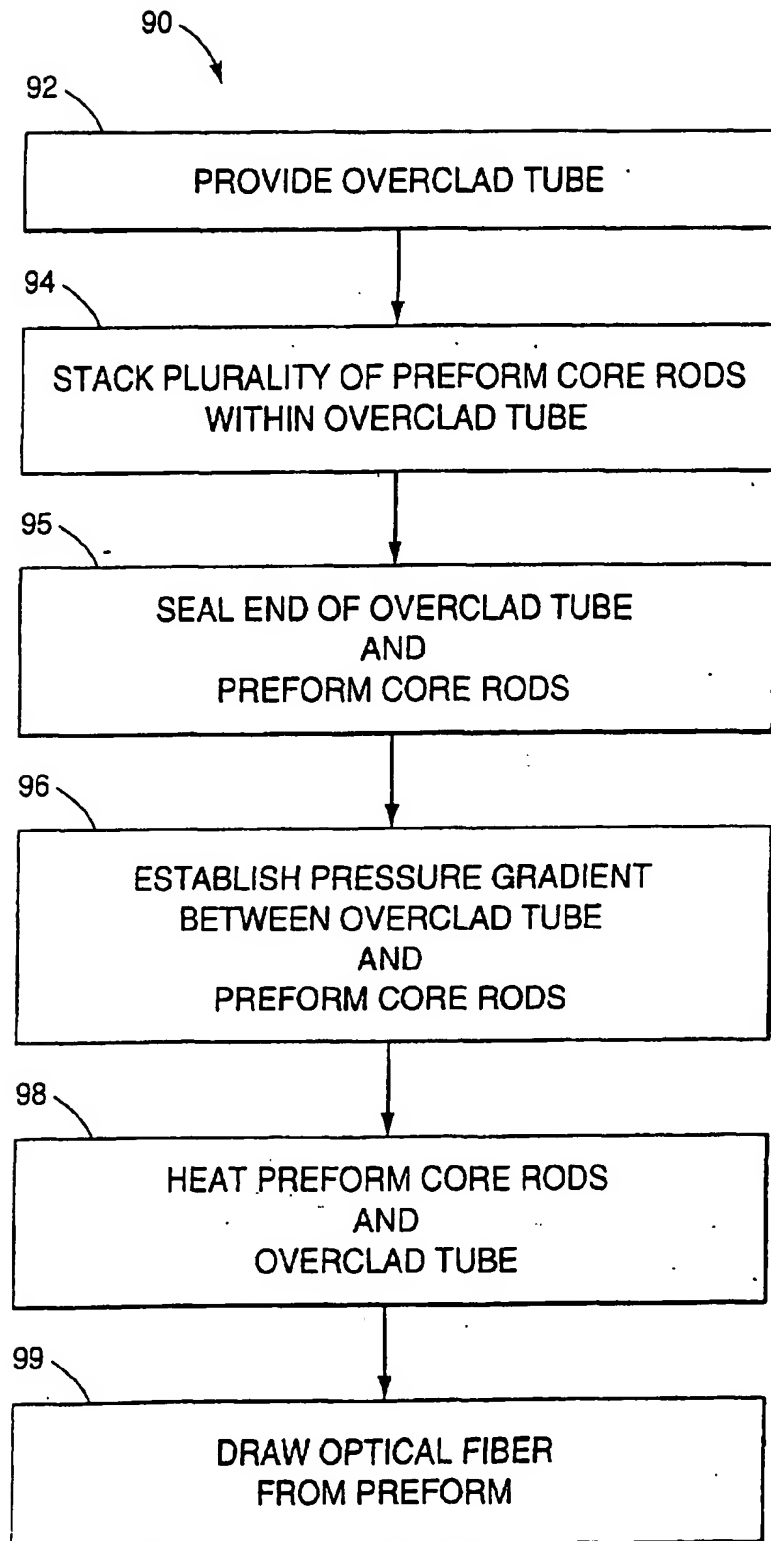 90
92
PROVIDE OVERCLAD TUBE
94
STACK PLURALITY OF PREFORM CORE RODS
WITHIN OVERCLAD TUBE
95
SEAL END OF OVERCLAD TUBE
AND
PREFORM CORE RODS
96
ESTABLISH PRESSURE GRADIENT
BETWEEN OVERCLAD TUBE
AND
PREFORM CORE RODS
98
HEAT PREFORM CORE RODS
AND
OVERCLAD TUBE
99
DRAW OPTICAL FIBER
FROM PREFORM